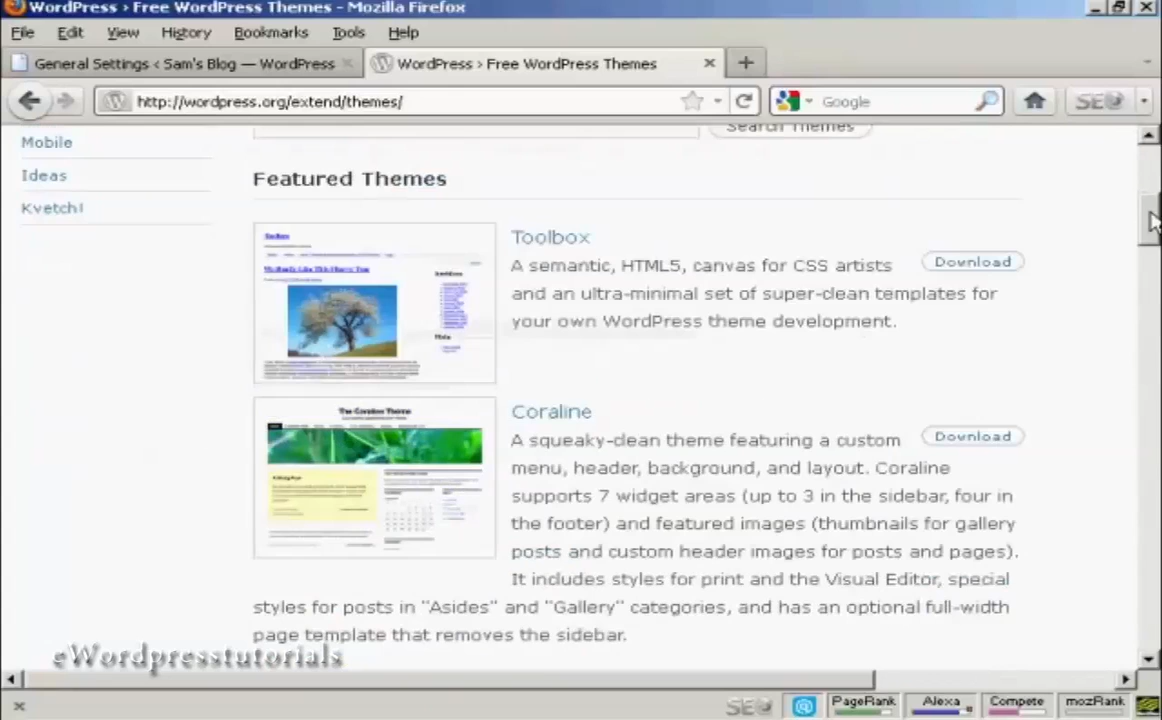 WordPress › Free WordPress Themes - Mozilla Firefox
File Edit View History Bookmarks Tools Help
General Settings ‹ Sam's Blog — WordPress
WordPress › Free WordPress Themes
http://wordpress.org/extend/themes/
Google
SE
Mobile
Search Themes
Ideas
Featured Themes
Kvetch!
Toolbox
Download
A semantic, HTML5, canvas for CSS artists
and an ultra-minimal set of super-clean templates for
your own WordPress theme development.
The Coraline Theme
Coraline
Download
A squeaky-clean theme featuring a custom
menu, header, background, and layout. Coraline
supports 7 widget areas (up to 3 in the sidebar, four in
the footer) and featured images (thumbnails for gallery
posts and custom header images for posts and pages).
It includes styles for print and the Visual Editor, special
styles for posts in "Asides" and "Gallery" categories, and has an optional full-width
page template that removes the sidebar.
eWordpresstutorials
SE PageRank Alexa Compete mozRank